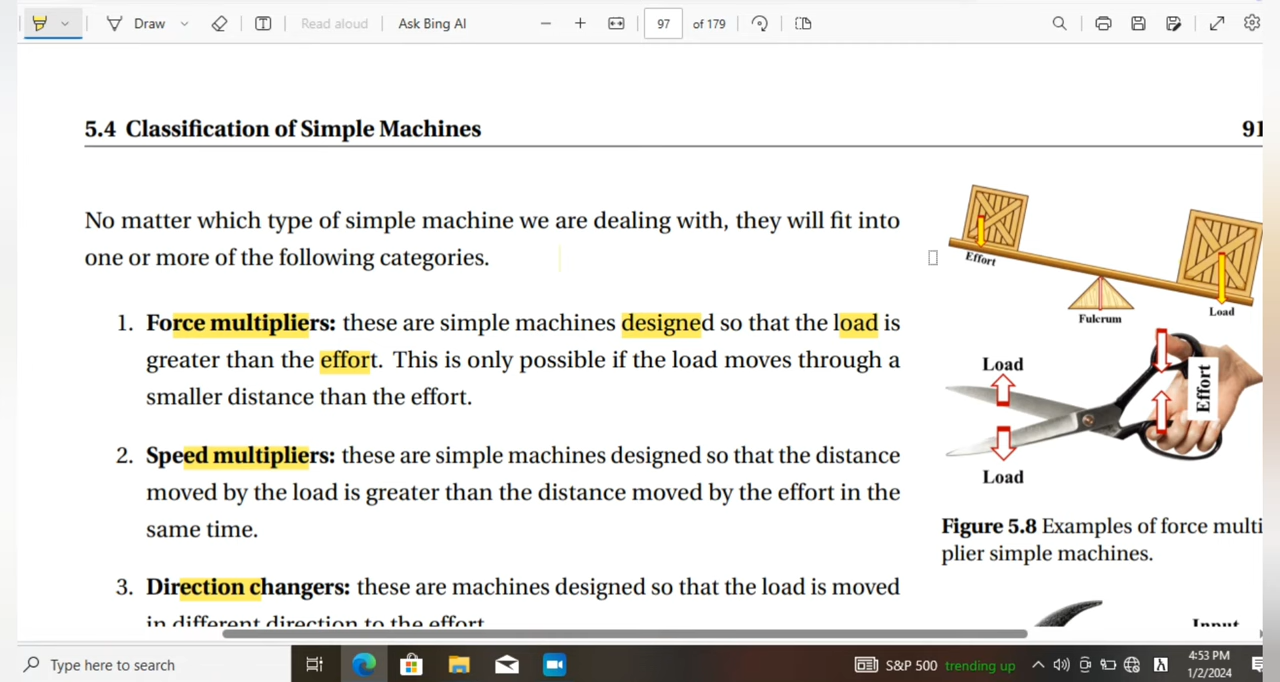 Draw
Read aloud
Ask Bing AI
97 of 179
5.4 Classification of Simple Machines
91
No matter which type of simple machine we are dealing with, they will fit into
one or more of the following categories.
1. Force multipliers: these are simple machines designed so that the load is
greater than the effort. This is only possible if the load moves through a
smaller distance than the effort.
2. Speed multipliers: these are simple machines designed so that the distance
moved by the load is greater than the distance moved by the effort in the
same time.
3. Direction changers: these are machines designed so that the load is moved
in different direction to the effort
Effort
Fulcrum
Load
Load
Effort
Load
Figure 5.8 Examples of force multi
plier simple machines.
Input
Type here to search
S&P 500 trending up
4:53 PM
1/2/2024